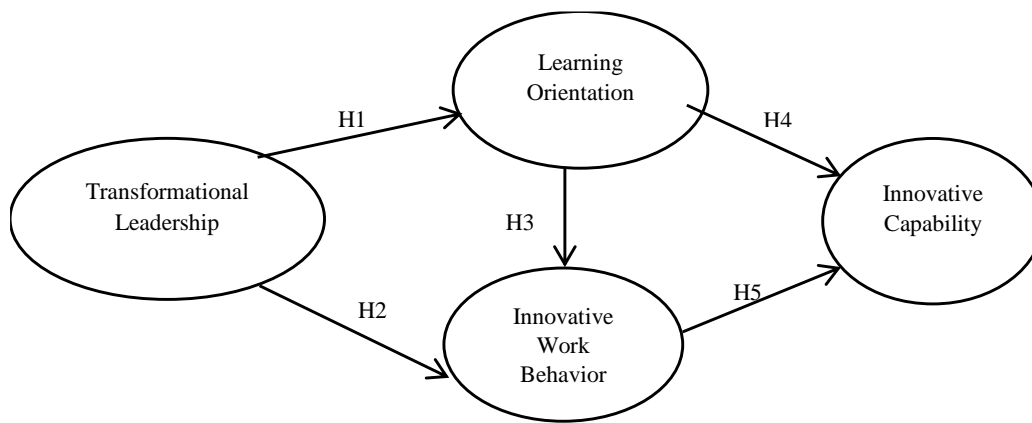 Learning
Orientation
H1
H4
Transformational
Leadership
Innovative
Capability
H3
H2
H5
Innovative
Work
Behavior